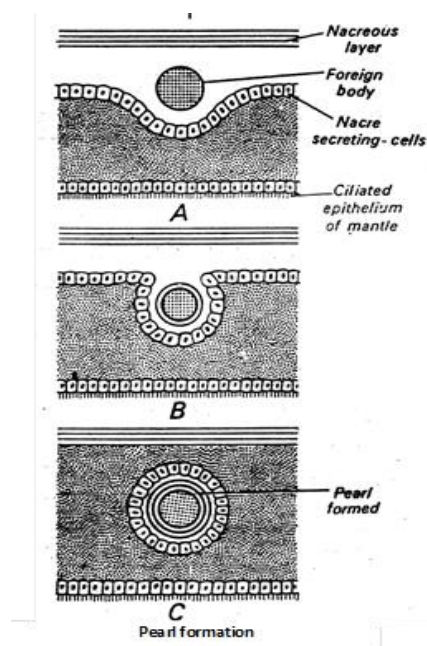 Nacreous
layer
Foreign
body
Nacre
secreting-cells
Ciliated
epithelium
of mantle
A
B
Pearl
formed
C
Pearl formation